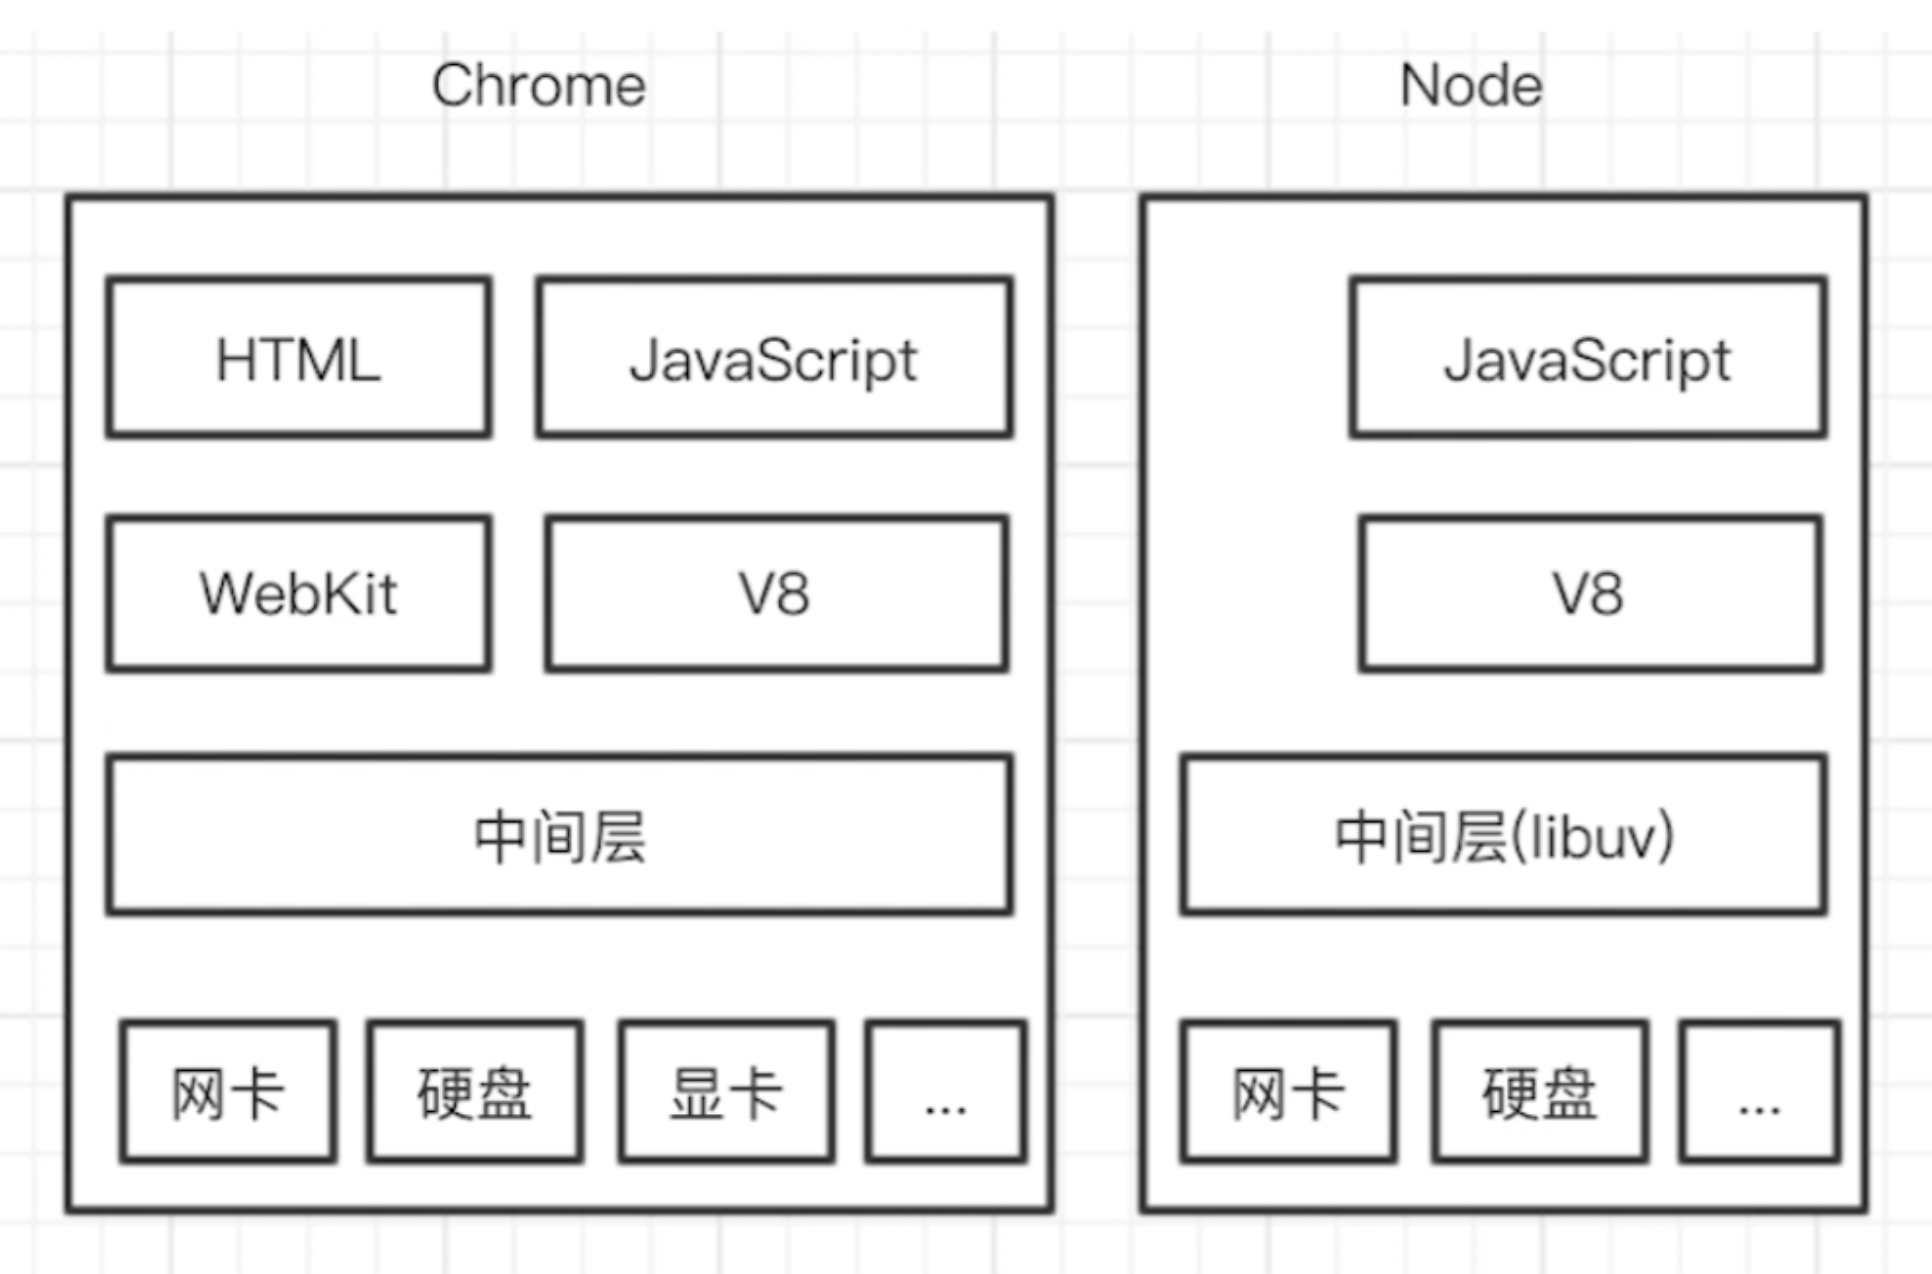 Chrome
Node
HTML
JavaScript
JavaScript
WebKit
V8
V8
中间层
中间层(libuv)
网卡
硬盘
显卡
...
网卡
硬盘
...